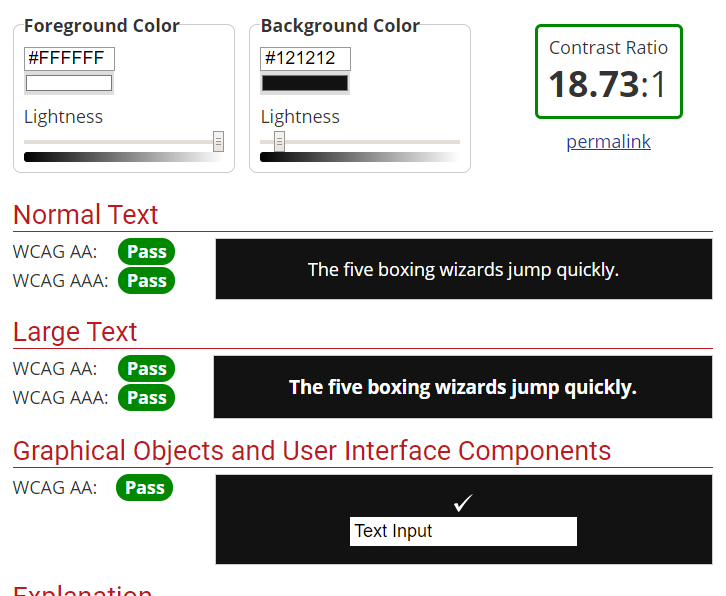 Foreground Color
#FFFFFF
Lightness
Background Color
#121212
Lightness
Contrast Ratio
18.73:1
permalink
Normal Text
WCAG AA: Pass
WCAG AAA: Pass
The five boxing wizards jump quickly.
Large Text
WCAG AA: Pass
WCAG AAA: Pass
The five boxing wizards jump quickly.
Graphical Objects and User Interface Components
WCAG AA: Pass
✓
Text Input
Explanation